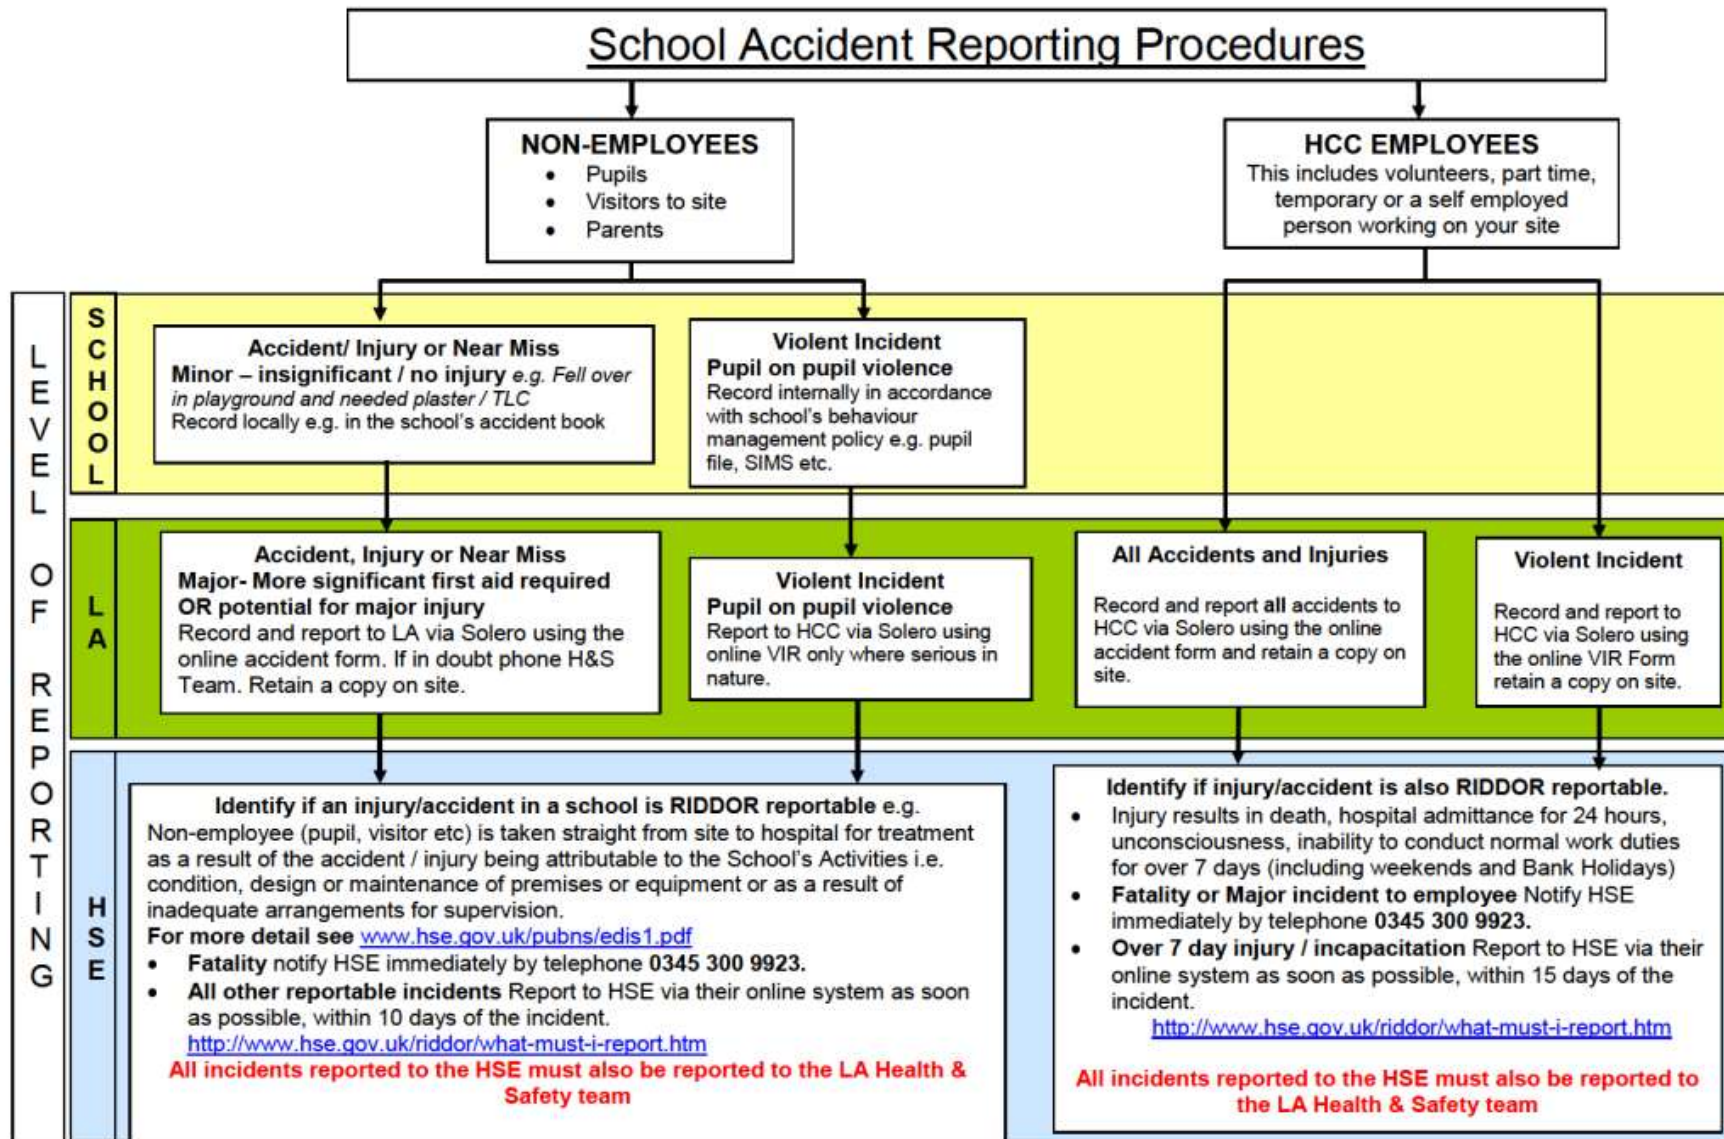 School Accident Reporting Procedures
NON-EMPLOYEES
• Pupils
• Visitors to site
• Parents
HCC EMPLOYEES
This includes volunteers, part time,
temporary or a self employed
person working on your site
LEVEL OF REPORTING
SCHOOL
Accident/ Injury or Near Miss
Minor – insignificant / no injury e.g. Fell over
in playground and needed plaster / TLC
Record locally e.g. in the school's accident book
Violent Incident
Pupil on pupil violence
Record internally in accordance
with school's behaviour
management policy e.g. pupil
file, SIMS etc.
LA
Accident, Injury or Near Miss
Major- More significant first aid required
OR potential for major injury
Record and report to LA via Solero using the
online accident form. If in doubt phone H&S
Team. Retain a copy on site.
Violent Incident
Pupil on pupil violence
Report to HCC via Solero using
online VIR only where serious in
nature.
All Accidents and Injuries
Record and report all accidents to
HCC via Solero using the online
accident form and retain a copy on
site.
Violent Incident
Record and report to
HCC via Solero using
the online VIR Form
retain a copy on site.
HSE
Identify if an injury/accident in a school is RIDDOR reportable e.g.
Non-employee (pupil, visitor etc) is taken straight from site to hospital for treatment
as a result of the accident / injury being attributable to the School's Activities i.e.
condition, design or maintenance of premises or equipment or as a result of
inadequate arrangements for supervision.
For more detail see www.hse.gov.uk/pubns/edis1.pdf
• Fatality notify HSE immediately by telephone 0345 300 9923.
• All other reportable incidents Report to HSE via their online system as soon
as possible, within 10 days of the incident.
http://www.hse.gov.uk/riddor/what-must-i-report.htm
All incidents reported to the HSE must also be reported to the LA Health &
Safety team
Identify if injury/accident is also RIDDOR reportable.
• Injury results in death, hospital admittance for 24 hours,
unconsciousness, inability to conduct normal work duties
for over 7 days (including weekends and Bank Holidays)
• Fatality or Major incident to employee Notify HSE
immediately by telephone 0345 300 9923.
• Over 7 day injury / incapacitation Report to HSE via their
online system as soon as possible, within 15 days of the
incident.
http://www.hse.gov.uk/riddor/what-must-i-report.htm
All incidents reported to the HSE must also be reported to
the LA Health & Safety team